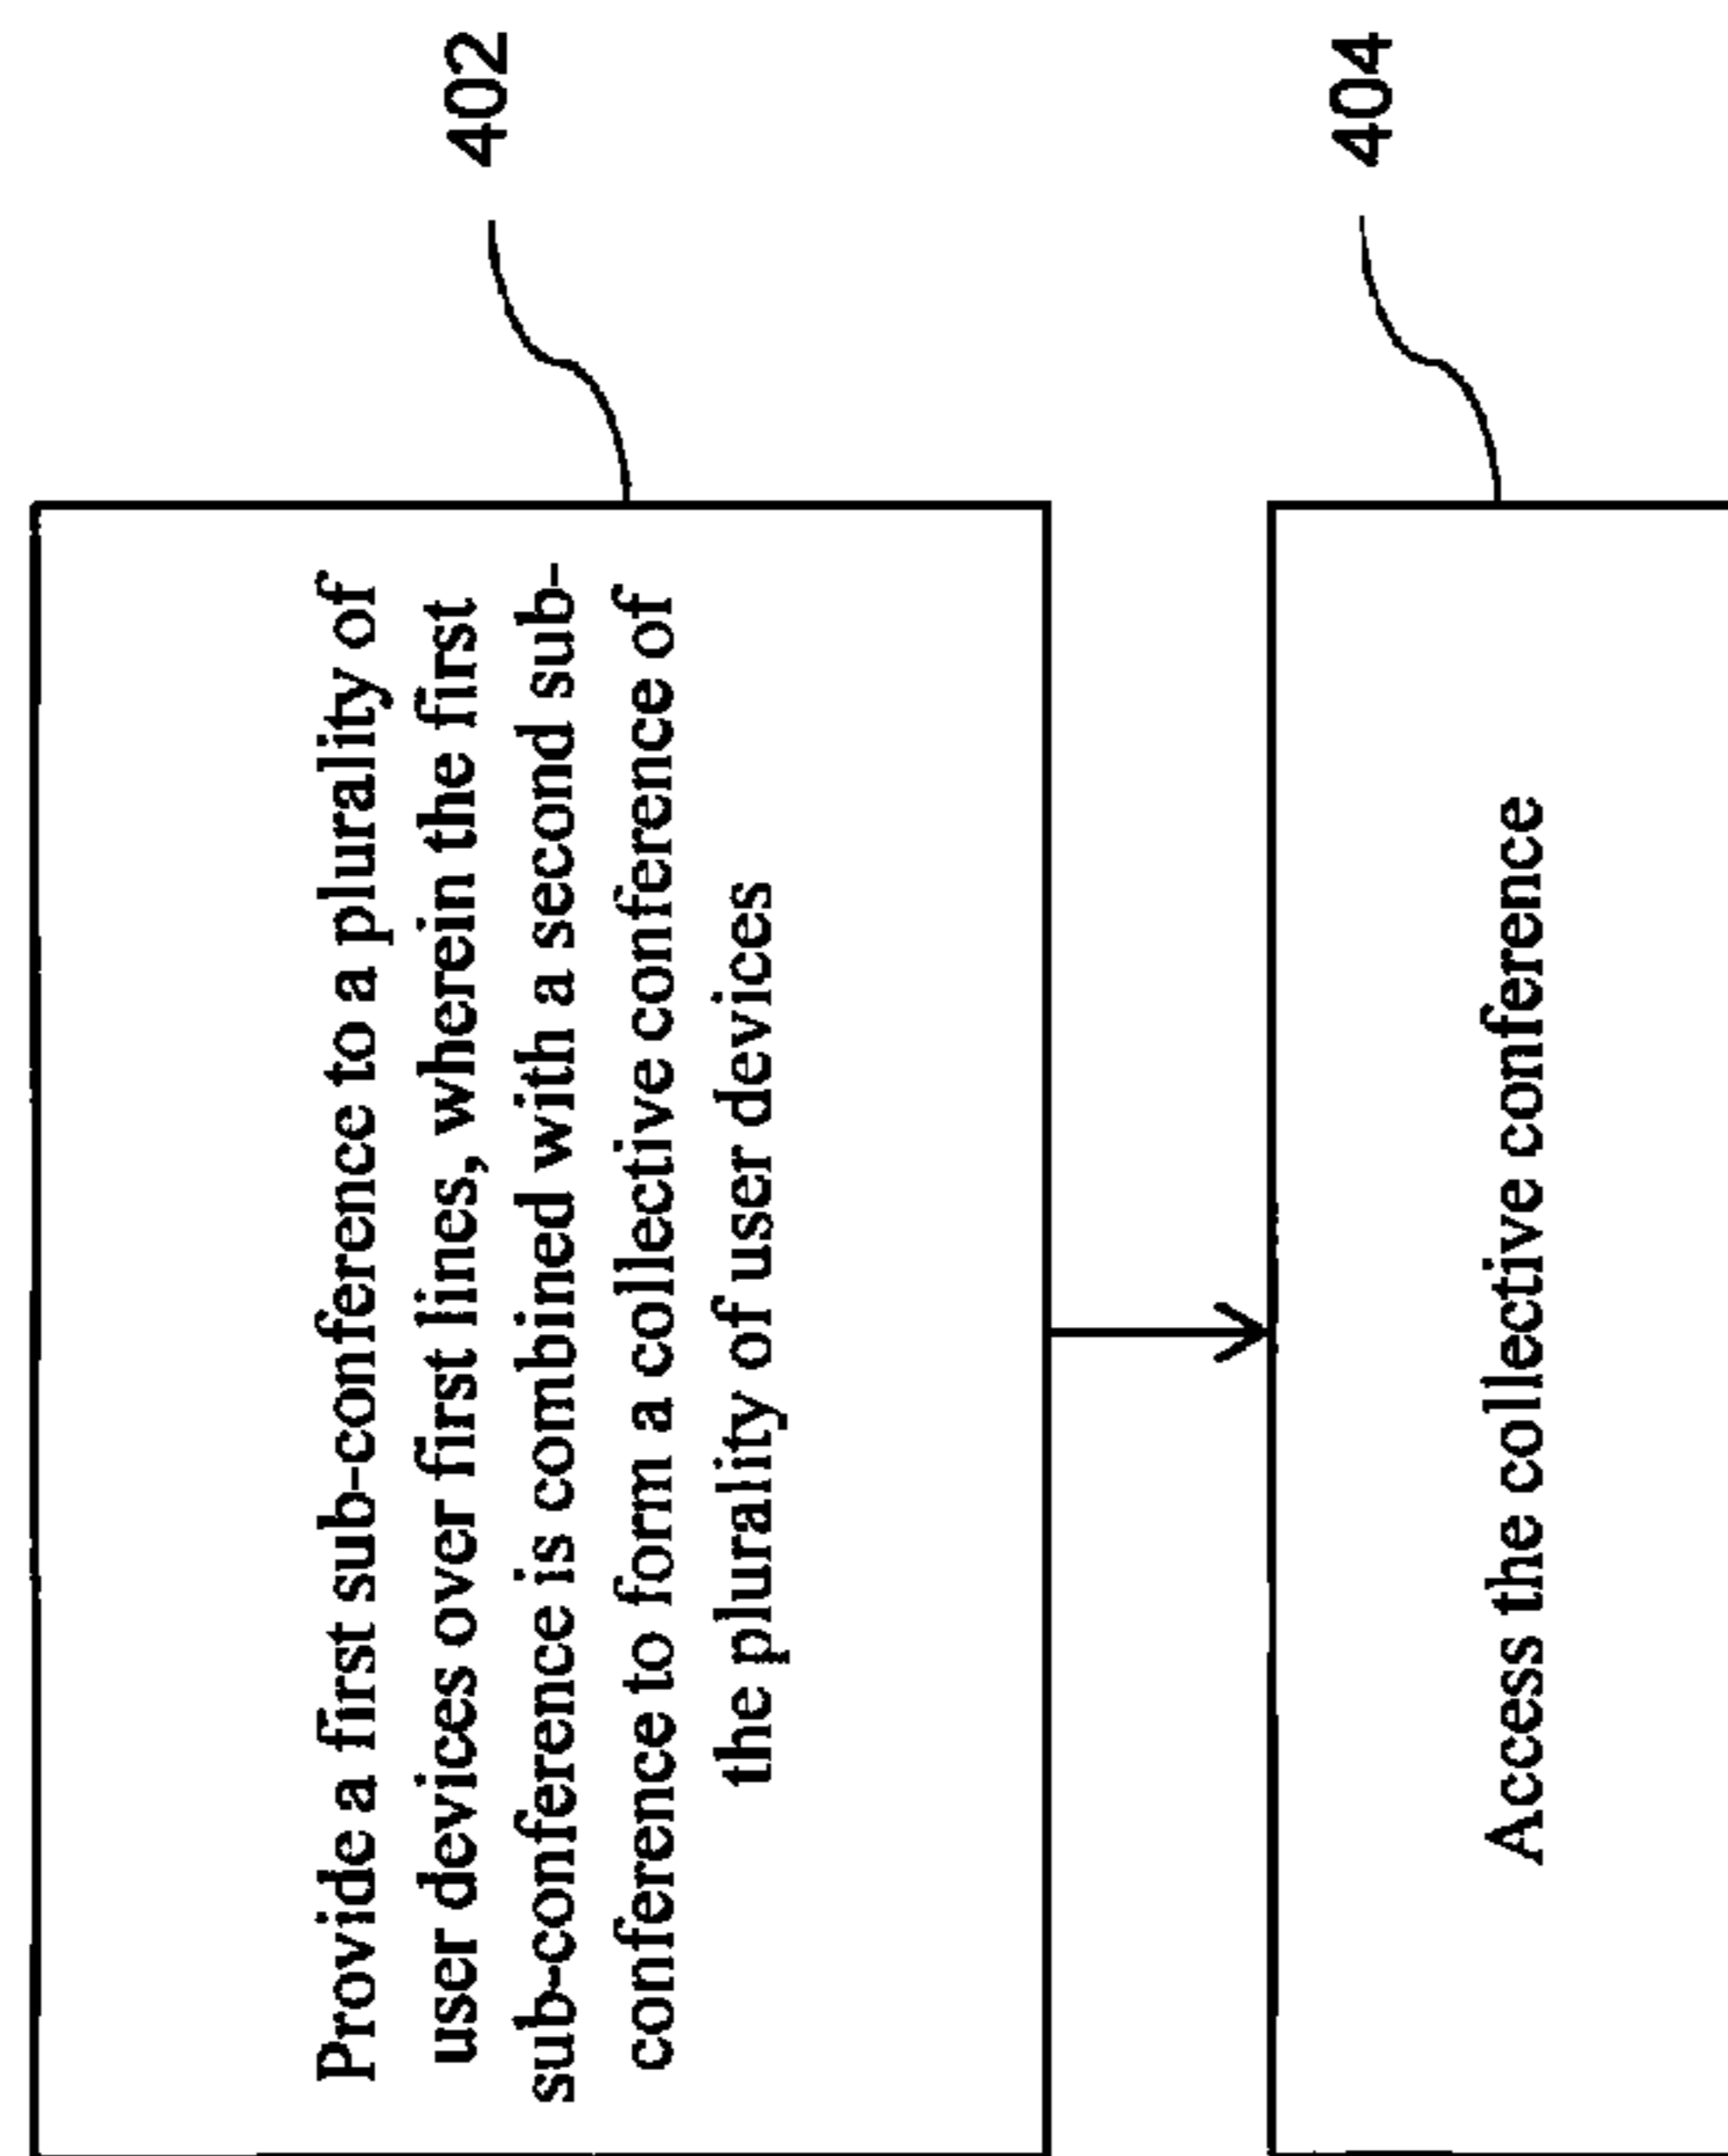 Provide a first sub-conference to a plurality of
user devices over first lines, wherein the first
sub-conference is combined with a second sub-
conference to form a collective conference of
the plurality of user devices
402
Access the collective conference
404